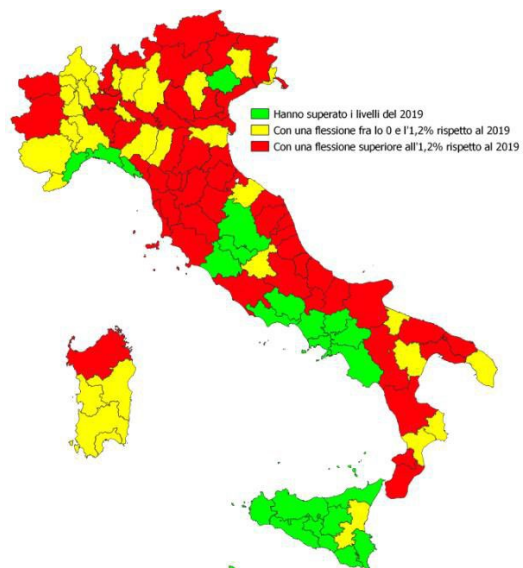 Hanno superato i livelli del 2019
Con una flessione fra lo 0 e l'1,2% rispetto al 2019
Con una flessione superiore all'1,2% rispetto al 2019